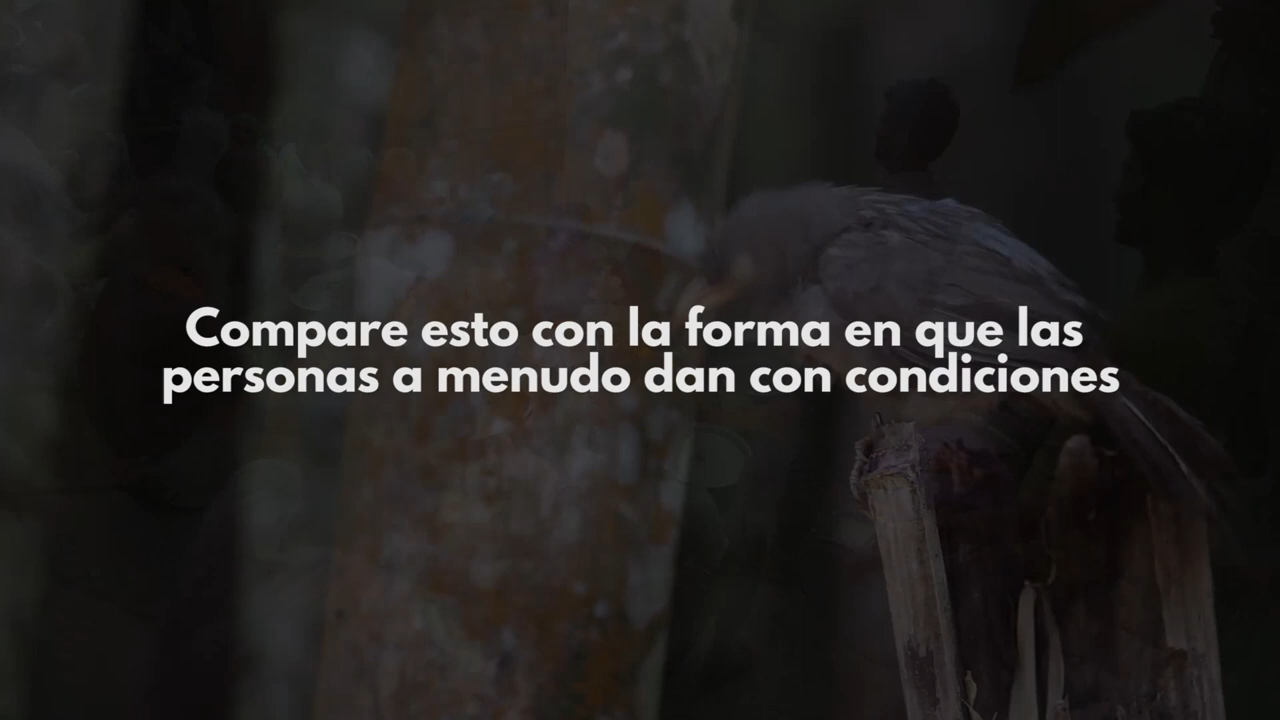 Compare esto con la forma en que las
personas a menudo dan con condiciones